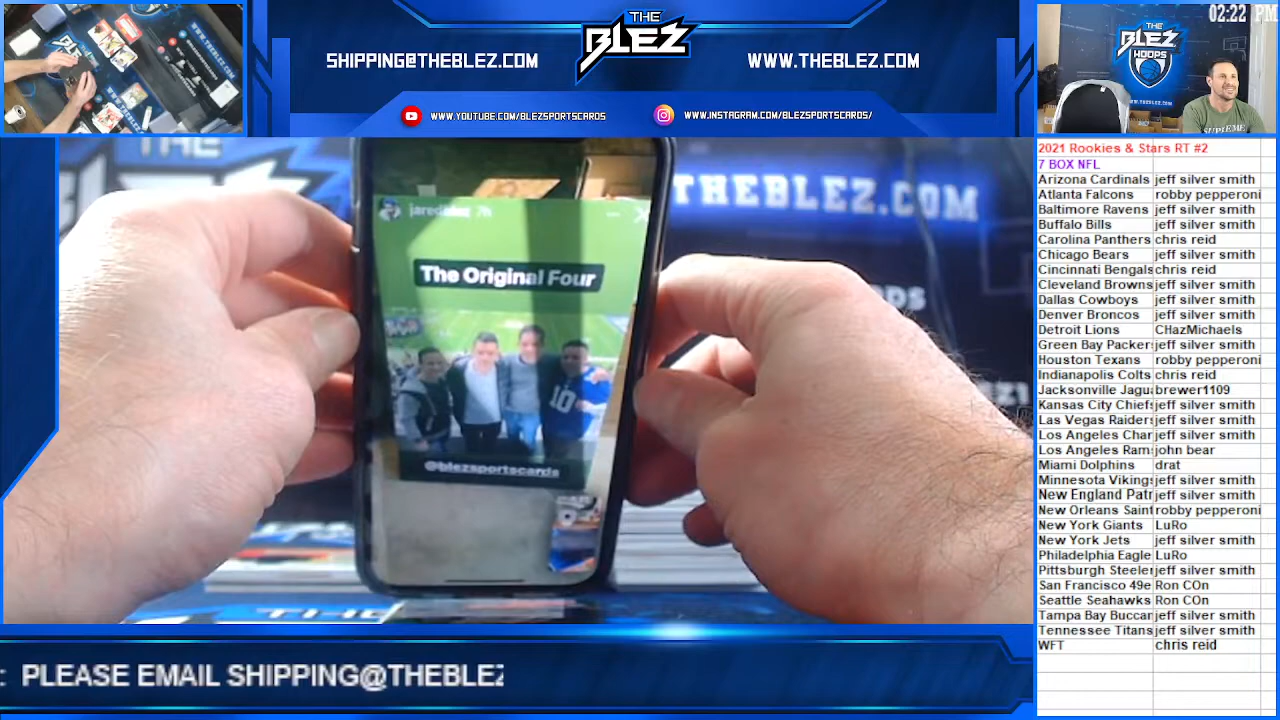 THE
BLEZ
SHIPPING@THEBLEZ.COM
WWW.THEBLEZ.COM
WWW.YOUTUBE.COM/BLEZSPORTSCARDS
WWW.INSTAGRAM.COM/BLEZSPORTSCARDS/
02:22 PM
THE
BLEZ
HOOPS
WWW.THEBLEZ.COM
SUPREME
THEBLEZ.COM
7h
The Original Four
10
@blezsportscards
THE
: PLEASE EMAIL SHIPPING@THEBLEZ
2021 Rookies & Stars RT #2
7 BOX NFL
Arizona Cardinals jeff silver smith
Atlanta Falcons robby pepperoni
Baltimore Ravens jeff silver smith
Buffalo Bills jeff silver smith
Carolina Panthers chris reid
Chicago Bears jeff silver smith
Cincinnati Bengals chris reid
Cleveland Browns jeff silver smith
Dallas Cowboys jeff silver smith
Denver Broncos jeff silver smith
Detroit Lions CHazMichaels
Green Bay Packer jeff silver smith
Houston Texans robby pepperoni
Indianapolis Colts chris reid
Jacksonville Jagua brewer1109
Kansas City Chiefs jeff silver smith
Las Vegas Raiders jeff silver smith
Los Angeles Char jeff silver smith
Los Angeles Ram john bear
Miami Dolphins drat
Minnesota Vikings jeff silver smith
New England Patr jeff silver smith
New Orleans Saint robby pepperoni
New York Giants LuRo
New York Jets jeff silver smith
Philadelphia Eagle LuRo
Pittsburgh Steeler jeff silver smith
San Francisco 49e Ron COn
Seattle Seahawks Ron COn
Tampa Bay Buccan jeff silver smith
Tennessee Titans jeff silver smith
WFT chris reid